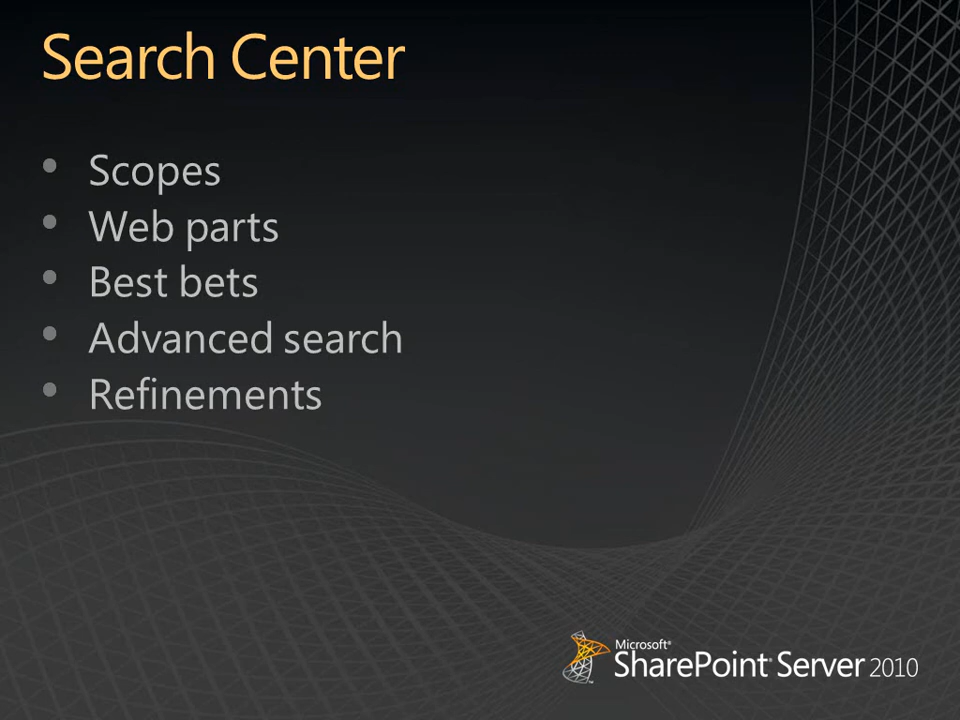 Search Center
• Scopes
• Web parts
• Best bets
• Advanced search
• Refinements
Microsoft®
SharePoint® Server 2010